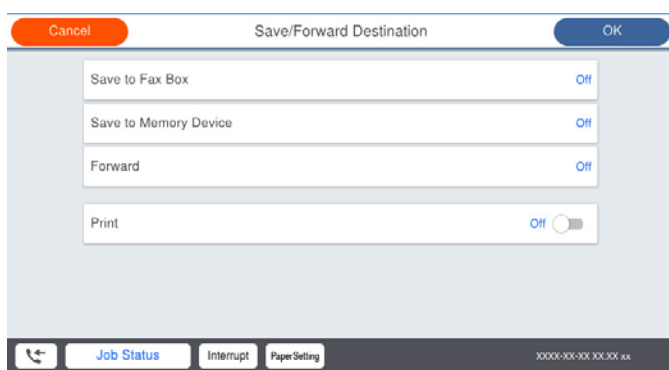 Cancel Save/Forward Destination OK
Save to Fax Box Off
Save to Memory Device Off
Forward Off
Print Off
Job Status Interrupt Paper Setting XXXX-XX-XX XX:XX xx